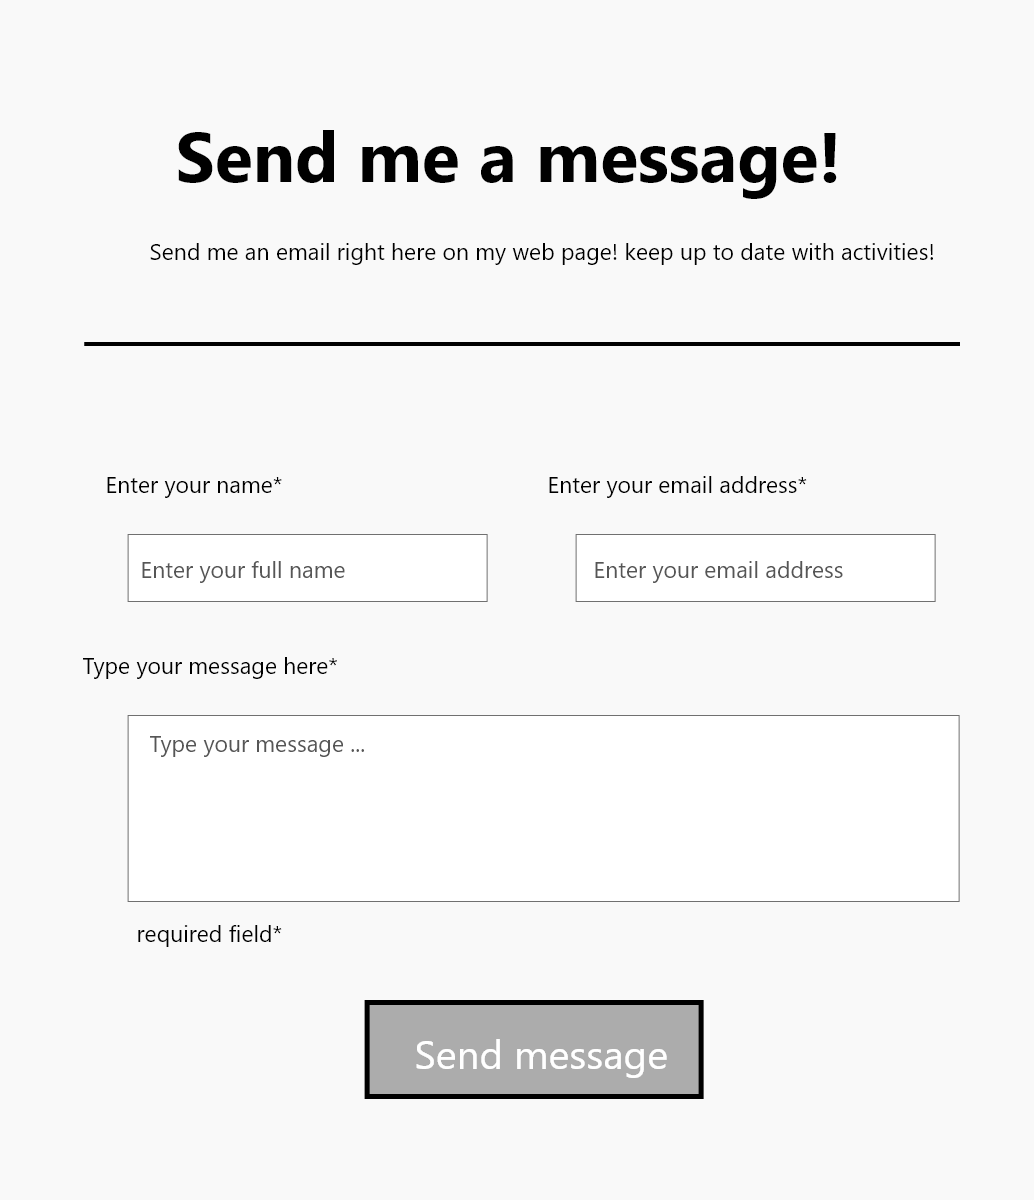 Send me a message!
Send me an email right here on my web page! keep up to date with activities!
Enter your name*
Enter your email address*
Enter your full name
Enter your email address
Type your message here*
Type your message ...
required field*
Send message